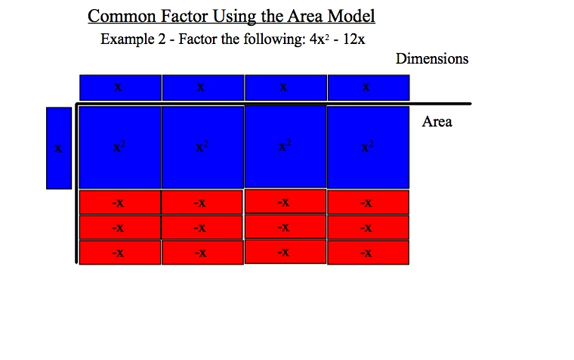 Common Factor Using the Area Model
Example 2 - Factor the following: 4x² - 12x
Dimensions
x x x x
Area
x x² x² x² x²
-x -x -x -x
-x -x -x -x
-x -x -x -x